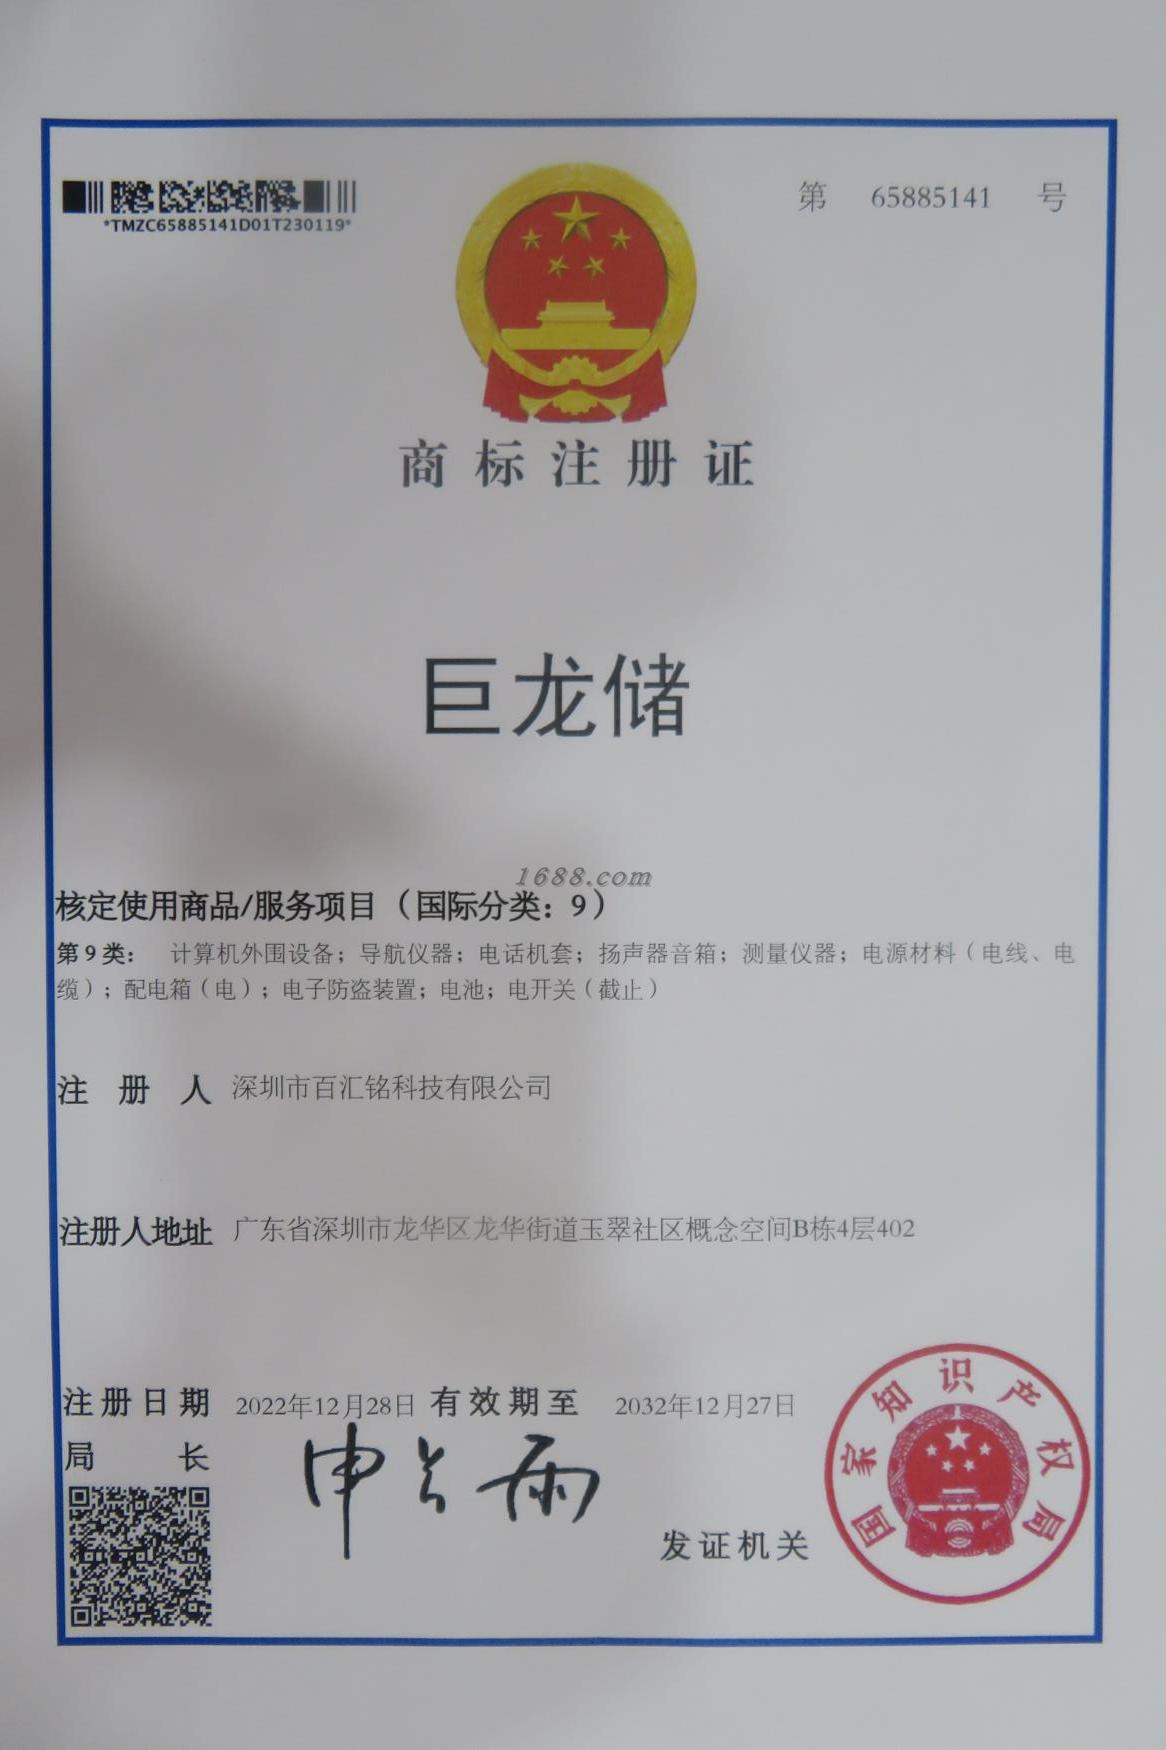 第 65885141 号
*TMZC65885141D01T230119*
商标注册证
巨龙储
1688.com
核定使用商品/服务项目（国际分类：9）
第9类： 计算机外围设备；导航仪器；电话机套；扬声器音箱；测量仪器；电源材料（电线、电
缆）；配电箱（电）；电子防盗装置；电池；电开关（截止）
注册人 深圳市百汇铭科技有限公司
注册人地址 广东省深圳市龙华区龙华街道玉翠社区概念空间B栋4层402
注册日期 2022年12月28日 有效期至 2032年12月27日
局长 申长雨
发证机关
国家知识产权局